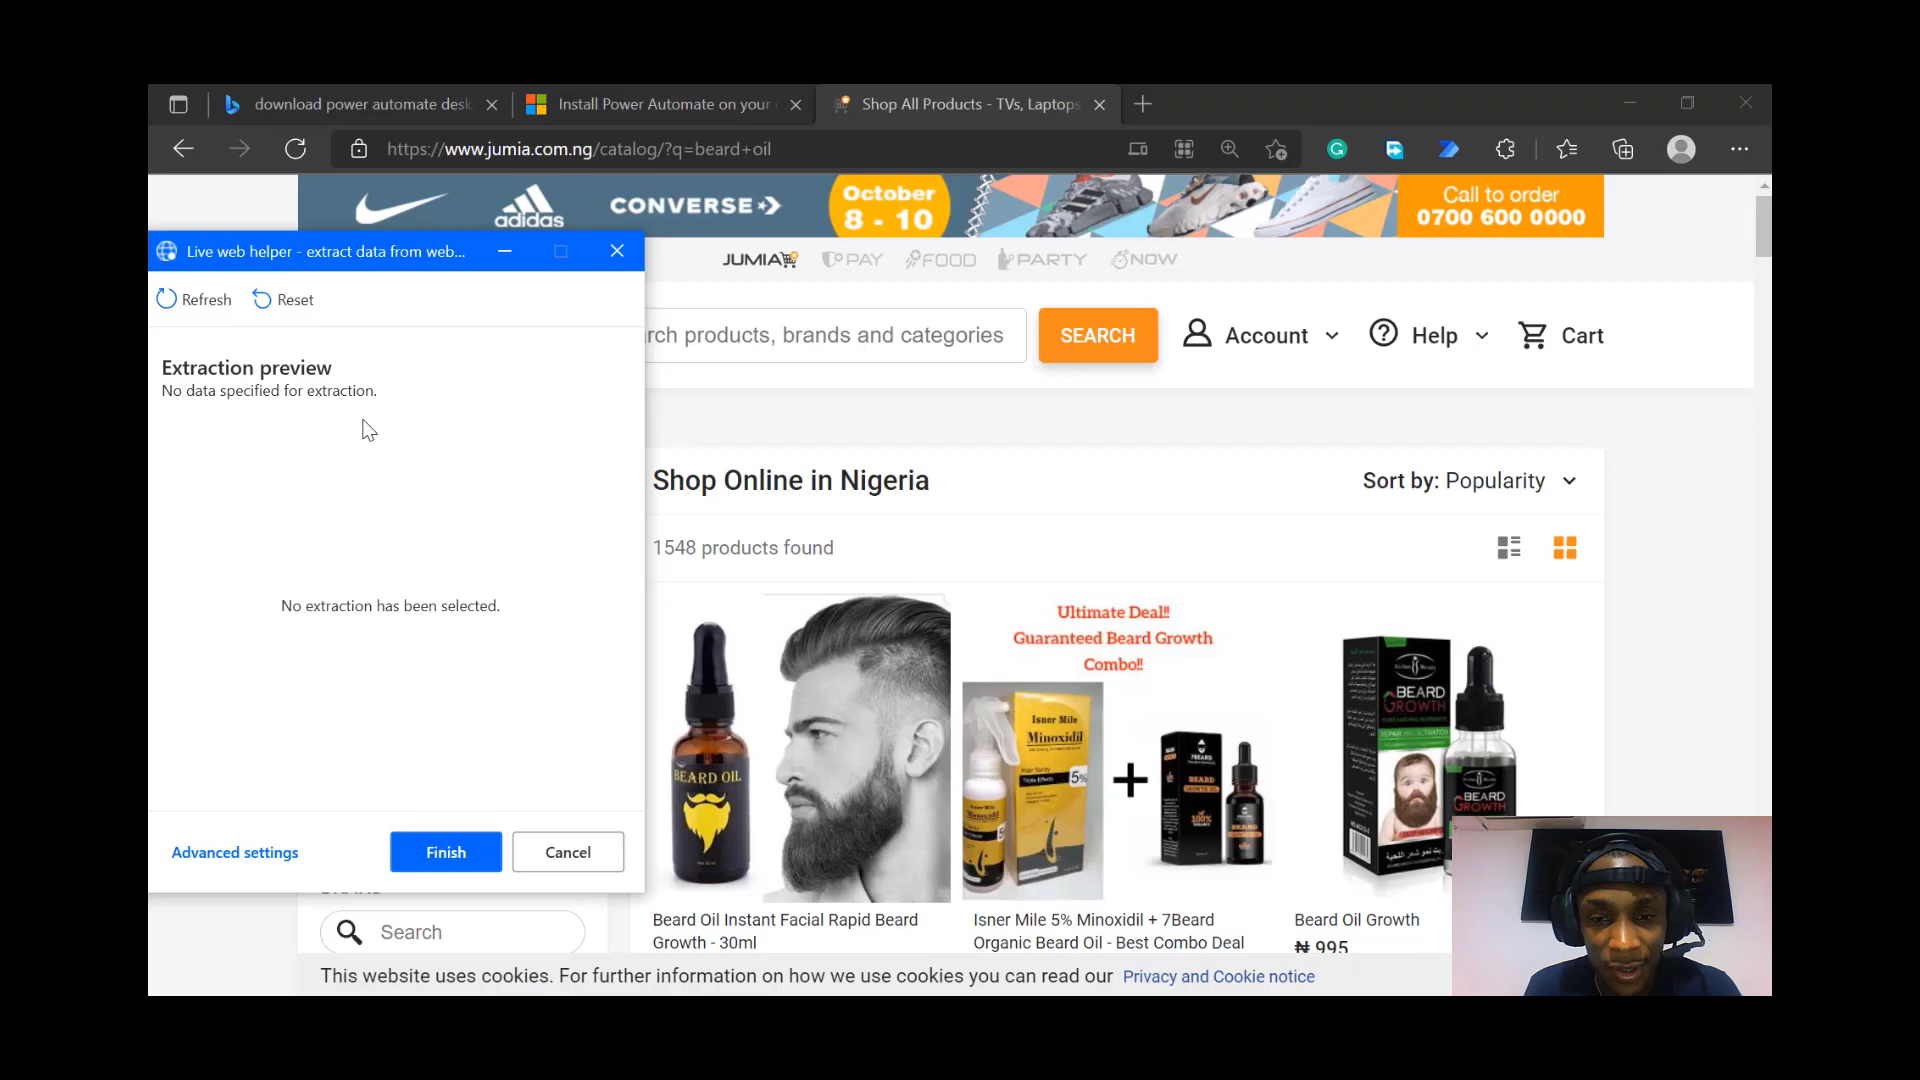 download power automate desk
Install Power Automate on your
Shop All Products - TVs, Laptops,
https://www.jumia.com.ng/catalog/?q=beard+oil
adidas
CONVERSE
October
8 - 10
Call to order
0700 600 0000
Live web helper - extract data from web...
JUMIA
PAY
FOOD
PARTY
NOW
Refresh
Reset
rch products, brands and categories
SEARCH
Account
Help
Cart
Extraction preview
No data specified for extraction.
No extraction has been selected.
Advanced settings
Finish
Cancel
Shop Online in Nigeria
Sort by: Popularity
1548 products found
BEARD OIL
Ultimate Deal!!
Guaranteed Beard Growth
Combo!!
Isner Mile
Minoxidil
5%
+
7BEARD
BEARD
100%
BEARD
GROWTH
BEARD
GROWTH
Beard Oil Instant Facial Rapid Beard
Growth - 30ml
Isner Mile 5% Minoxidil + 7Beard
Organic Beard Oil - Best Combo Deal
Beard Oil Growth
₦ 995
Search
This website uses cookies. For further information on how we use cookies you can read our Privacy and Cookie notice